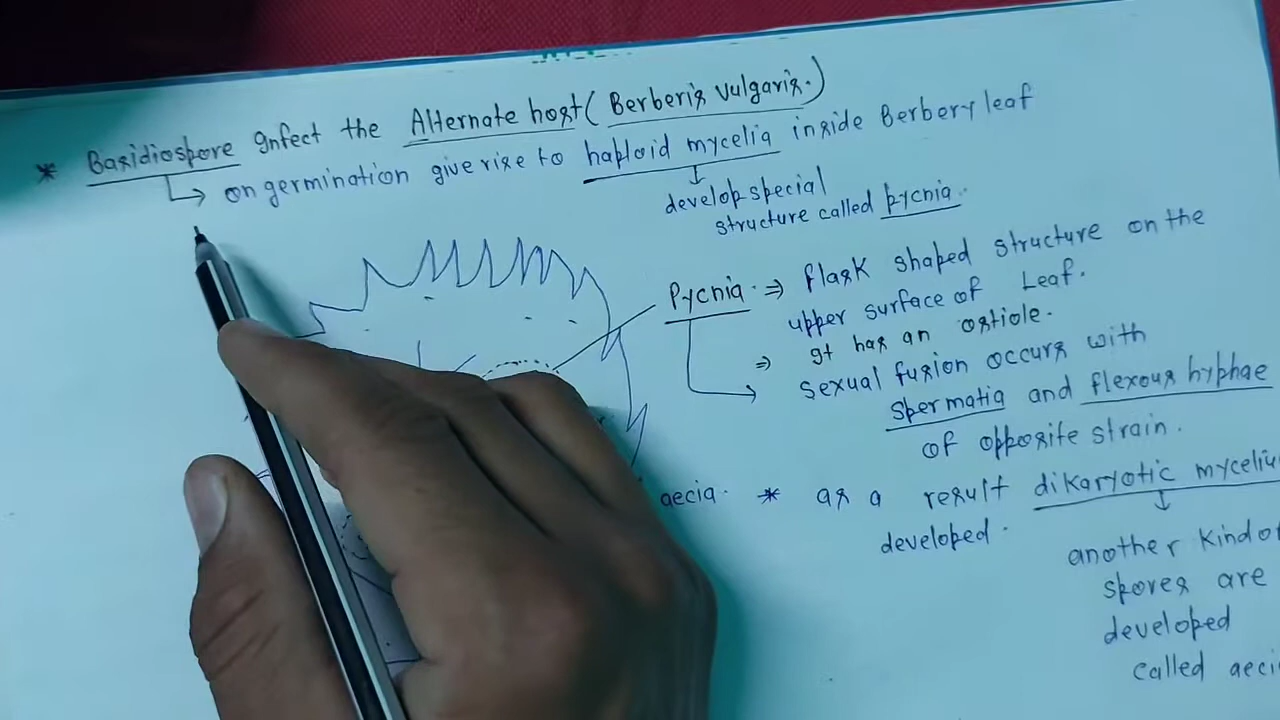 * Basidiospore Infect the Alternate host (Berberis vulgaris.)
↳ on germination give rise to haploid mycelia inside Berbery leaf
↓
develop special
structure called pycnia.
Pycnia. ⇒ flask shaped structure on the
upper surface of Leaf.
⇒ It has an ostiole.
sexual fusion occurs with
spermatia and flexous hyphae
of opposite strain.
aecia. * as a result dikaryotic
developed.
↓
another kind
spores are
developed
called